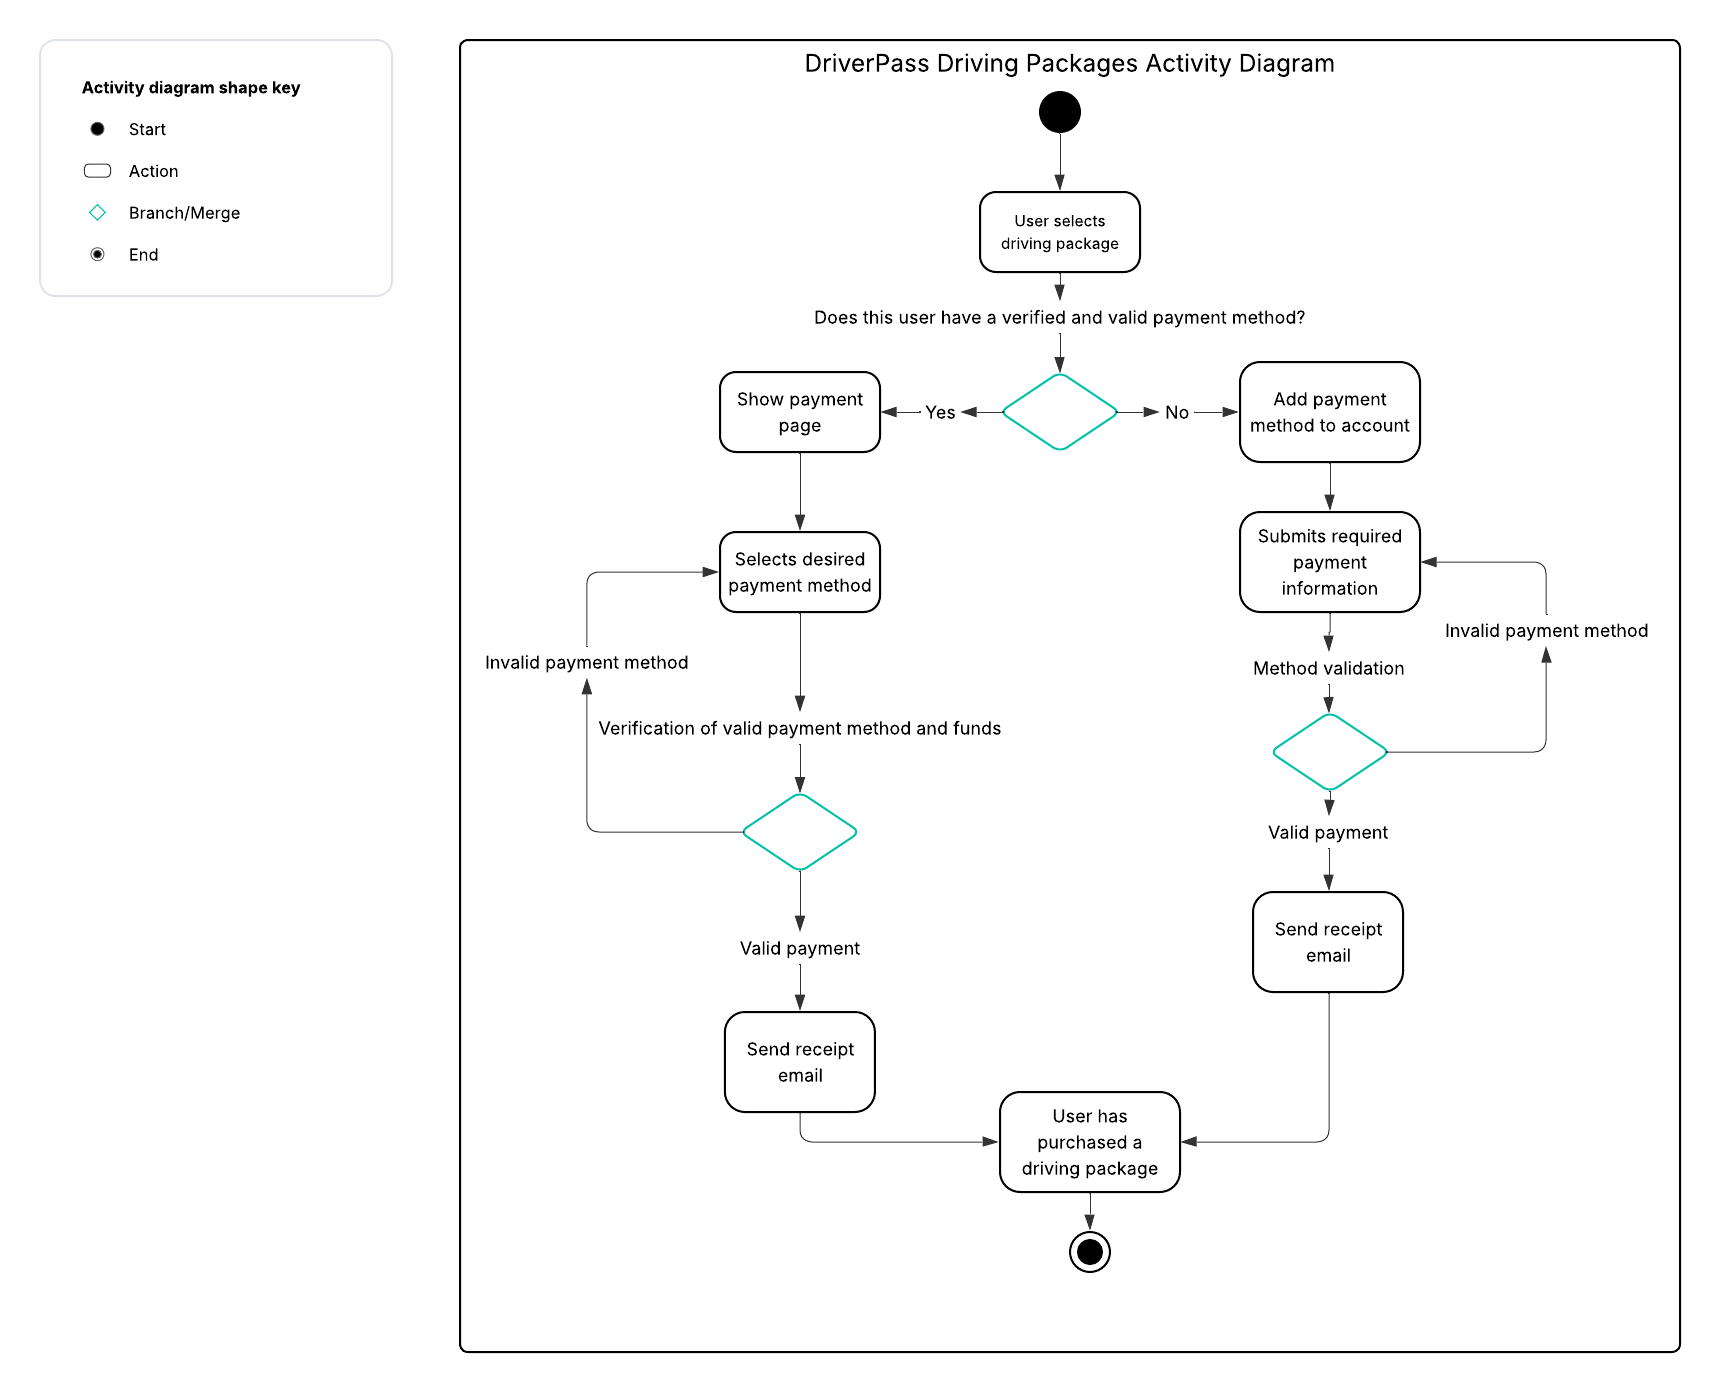 Activity diagram shape key
Start
Action
Branch/Merge
End
DriverPass Driving Packages Activity Diagram
User selects
driving package
Does this user have a verified and valid payment method?
Show payment
page
Yes
No
Add payment
method to account
Selects desired
payment method
Submits required
payment
information
Invalid payment method
Invalid payment method
Method validation
Verification of valid payment method and funds
Valid payment
Valid payment
Send receipt
email
Send receipt
email
User has
purchased a
driving package